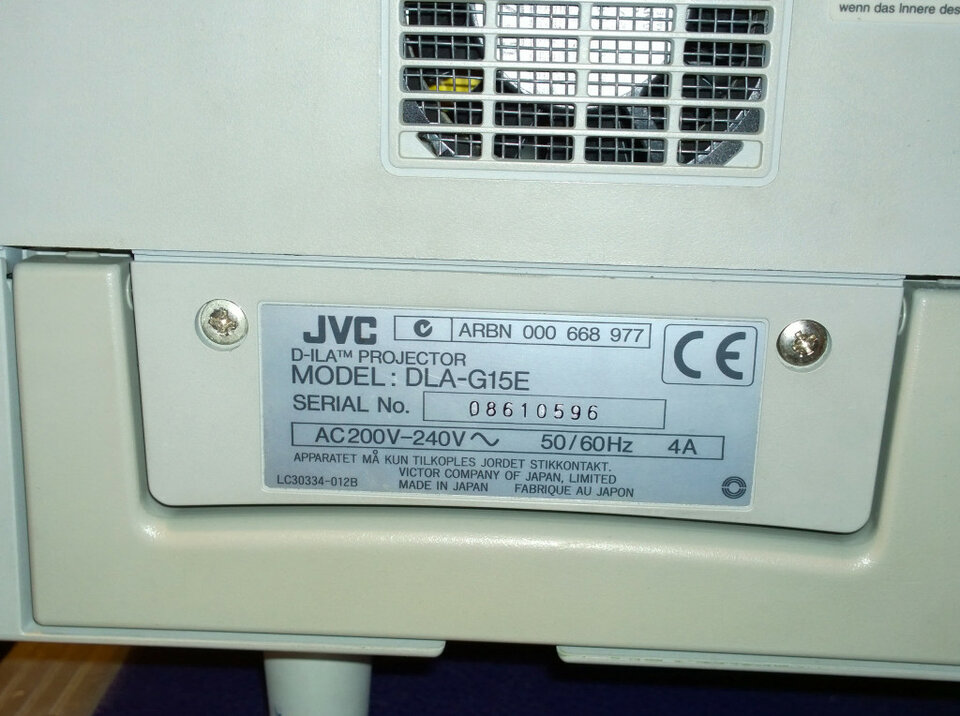 wenn das Innere des
JVC ARBN 000 668 977
D-ILA™ PROJECTOR
MODEL: DLA-G15E
SERIAL No. 08610596
AC200V-240V~ 50/60Hz 4A
APPARATET MÅ KUN TILKOPLES JORDET STIKKONTAKT.
VICTOR COMPANY OF JAPAN, LIMITED
LC30334-012B MADE IN JAPAN FABRIQUE AU JAPON
CE